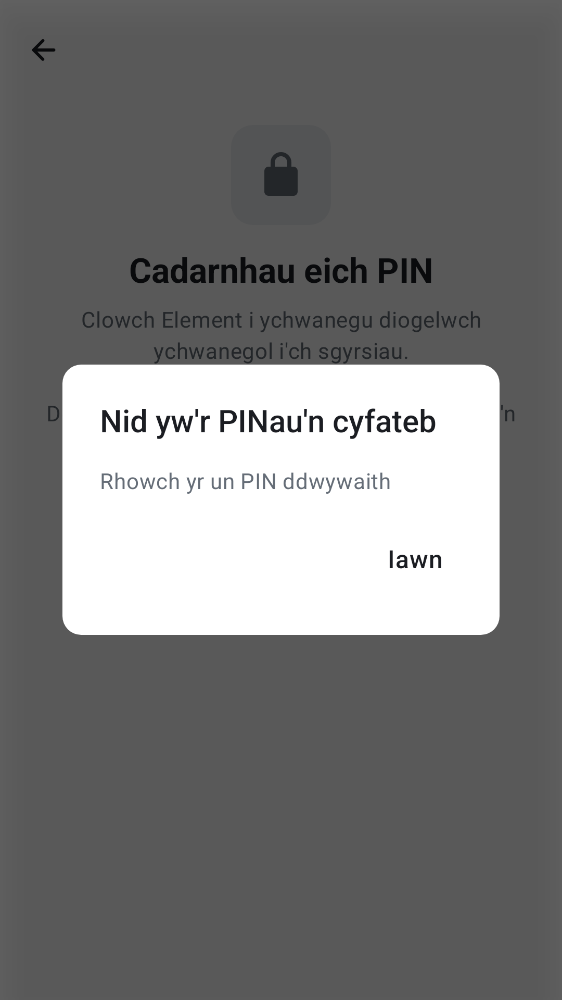 Cadarnhau eich PIN
Clowch Element i ychwanegu diogelwch
ychwanegol i'ch sgyrsiau.
Nid yw'r PINau'n cyfateb
Rhowch yr un PIN ddwywaith
Iawn